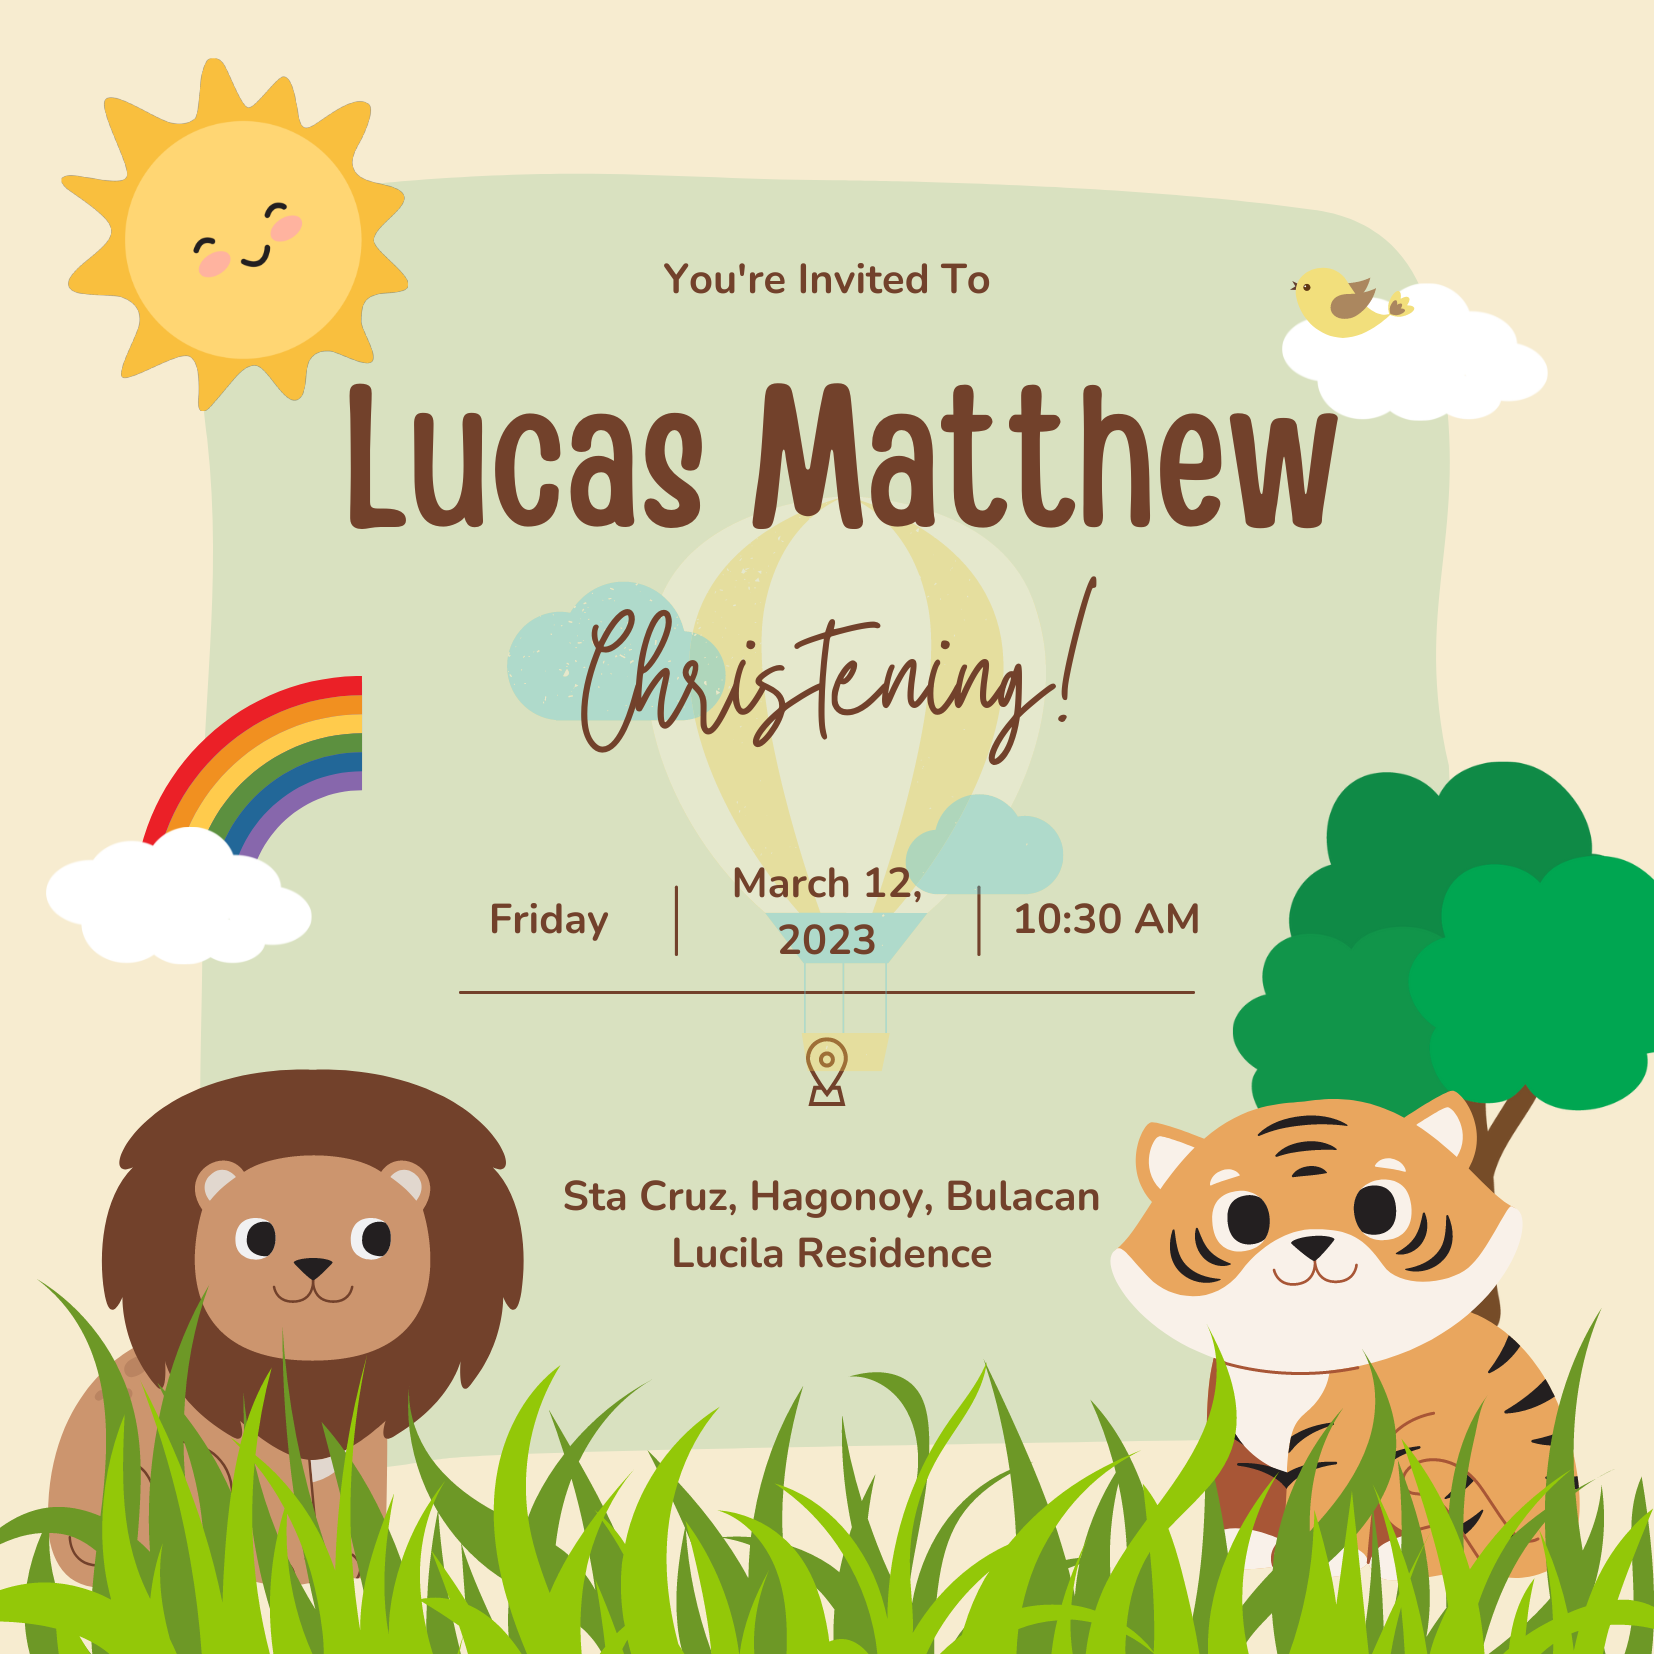 You're Invited To
Lucas Matthew
Christening!
Friday
March 12,
2023
10:30 AM
Sta Cruz, Hagonoy, Bulacan
Lucila Residence